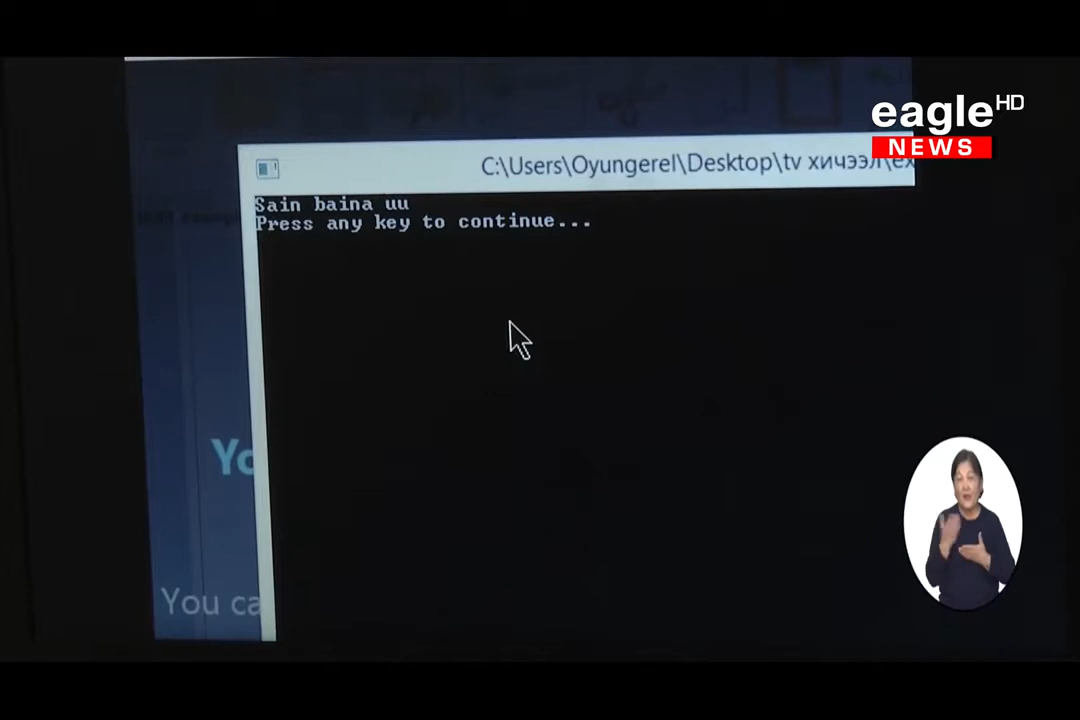 eagle HD
NEWS
C:\Users\Oyungerel\Desktop\tv хичээл\ex
Sain baina uu
Press any key to continue...
Yo
You ca